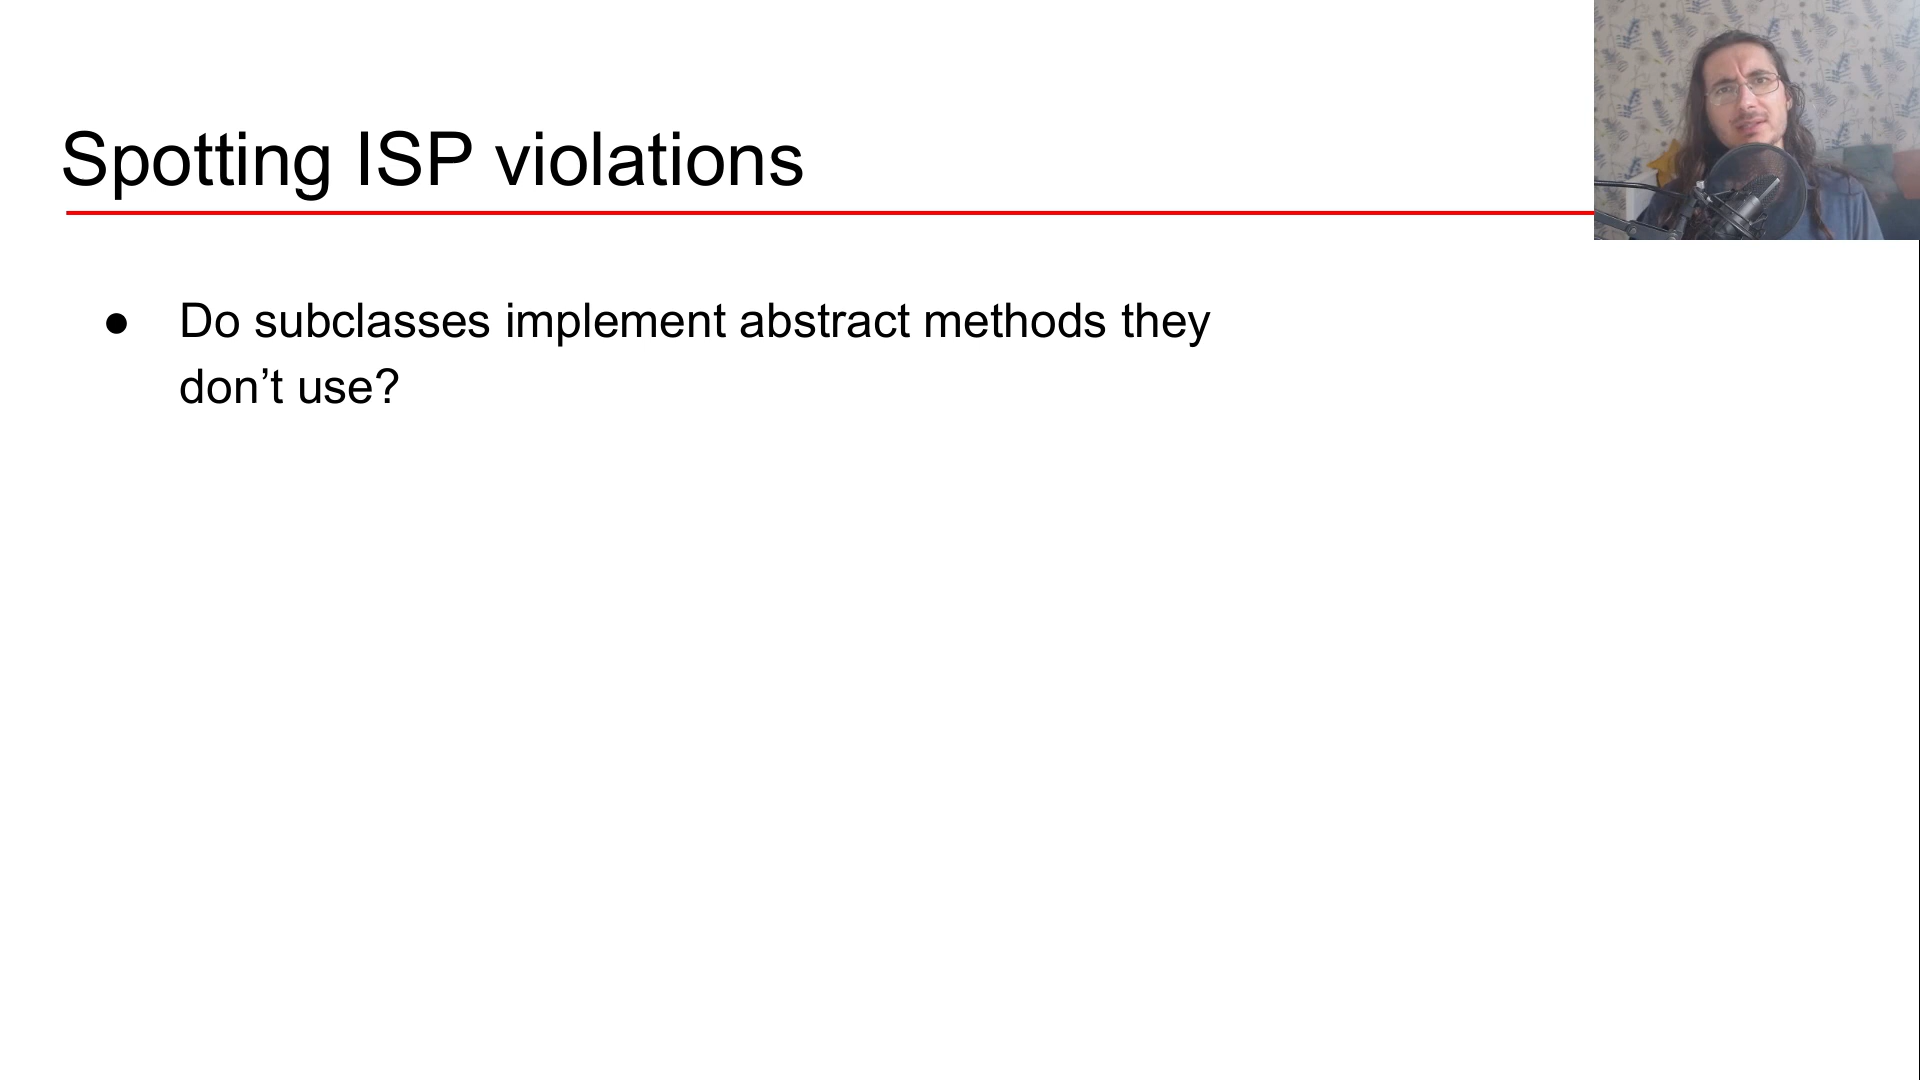 Spotting ISP violations
● Do subclasses implement abstract methods they
don’t use?